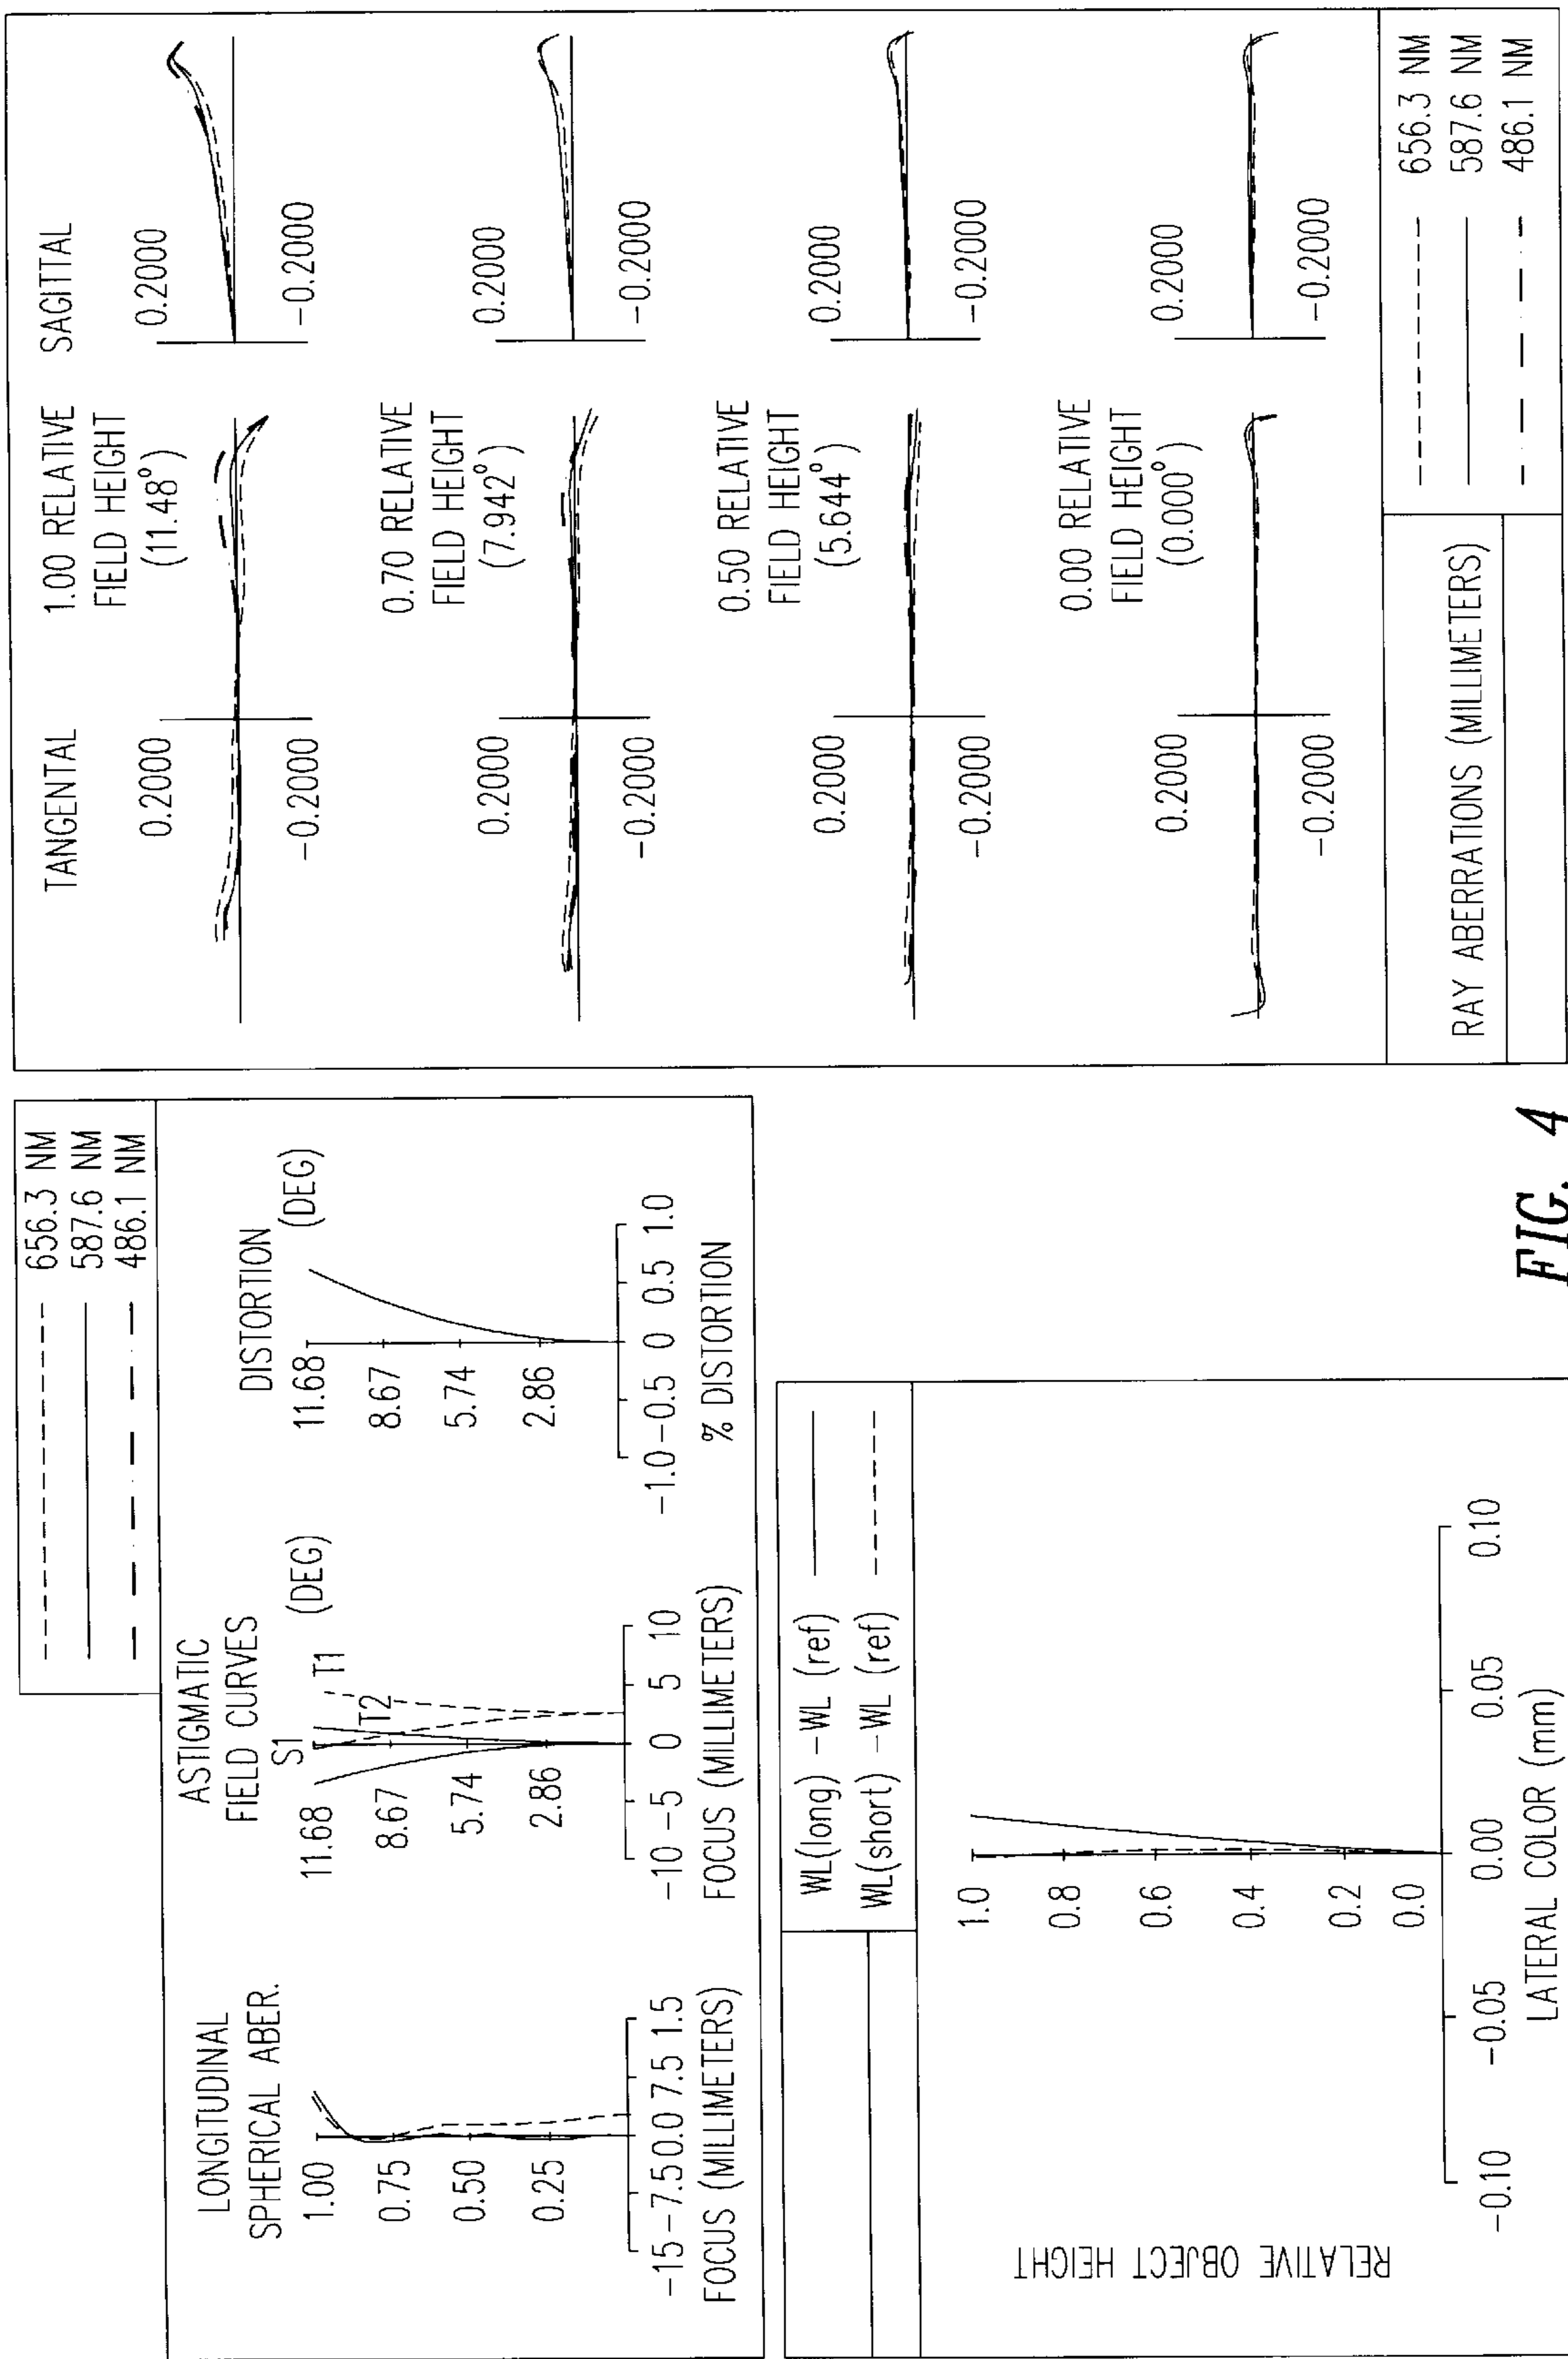 656.3 NM
587.6 NM
486.1 NM
LONGITUDINAL
SPHERICAL ABER.
1.00
0.75
0.50
0.25
-15 -7.5 0.0 7.5 1.5
FOCUS (MILLIMETERS)
ASTIGMATIC
FIELD CURVES
S1
(DEG)
T1
T2
11.68
8.67
5.74
2.86
-10 -5 0 5 10
FOCUS (MILLIMETERS)
DISTORTION
(DEG)
11.68
8.67
5.74
2.86
-1.0 -0.5 0 0.5 1.0
% DISTORTION
WL(long) -WL (ref)
WL(short) -WL (ref)
RELATIVE OBJECT HEIGHT
1.0
0.8
0.6
0.4
0.2
0.0
-0.10 -0.05 0.00 0.05 0.10
LATERAL COLOR (mm)
TANGENTAL
SAGITTAL
1.00 RELATIVE
FIELD HEIGHT
(11.48°)
0.2000
-0.2000
0.2000
-0.2000
0.70 RELATIVE
FIELD HEIGHT
(7.942°)
0.2000
-0.2000
0.2000
-0.2000
0.50 RELATIVE
FIELD HEIGHT
(5.644°)
0.2000
-0.2000
0.2000
-0.2000
0.00 RELATIVE
FIELD HEIGHT
(0.000°)
0.2000
-0.2000
0.2000
-0.2000
RAY ABERRATIONS (MILLIMETERS)
656.3 NM
587.6 NM
486.1 NM
FIG. 4